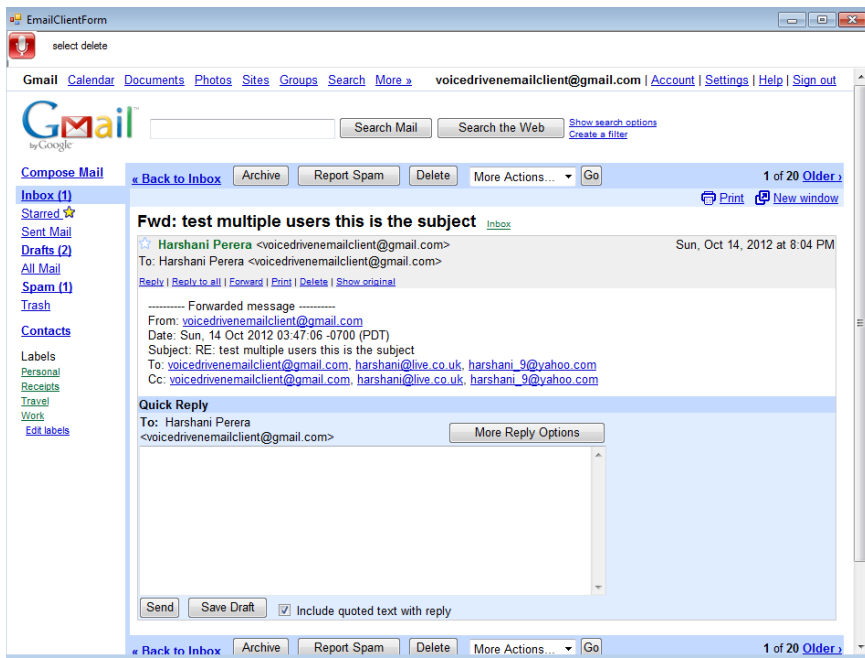 EmailClientForm
select delete
Gmail Calendar Documents Photos Sites Groups Search More » voicedrivenemailclient@gmail.com | Account | Settings | Help | Sign out
Gmail
by Google
TM
Search Mail Search the Web Show search options
Create a filter
Compose Mail
Inbox (1)
Starred
Sent Mail
Drafts (2)
All Mail
Spam (1)
Trash
Contacts
Labels
Personal
Receipts
Travel
Work
Edit labels
« Back to Inbox Archive Report Spam Delete More Actions... Go 1 of 20 Older ›
Print New window
Fwd: test multiple users this is the subject Inbox
Harshani Perera <voicedrivenemailclient@gmail.com> Sun, Oct 14, 2012 at 8:04 PM
To: Harshani Perera <voicedrivenemailclient@gmail.com>
Reply | Reply to all | Forward | Print | Delete | Show original
---------- Forwarded message ----------
From: voicedrivenemailclient@gmail.com
Date: Sun, 14 Oct 2012 03:47:06 -0700 (PDT)
Subject: RE: test multiple users this is the subject
To: voicedrivenemailclient@gmail.com, harshani@live.co.uk, harshani_9@yahoo.com
Cc: voicedrivenemailclient@gmail.com, harshani@live.co.uk, harshani_9@yahoo.com
Quick Reply
To: Harshani Perera
<voicedrivenemailclient@gmail.com>
More Reply Options
Send Save Draft Include quoted text with reply
« Back to Inbox Archive Report Spam Delete More Actions... Go 1 of 20 Older ›